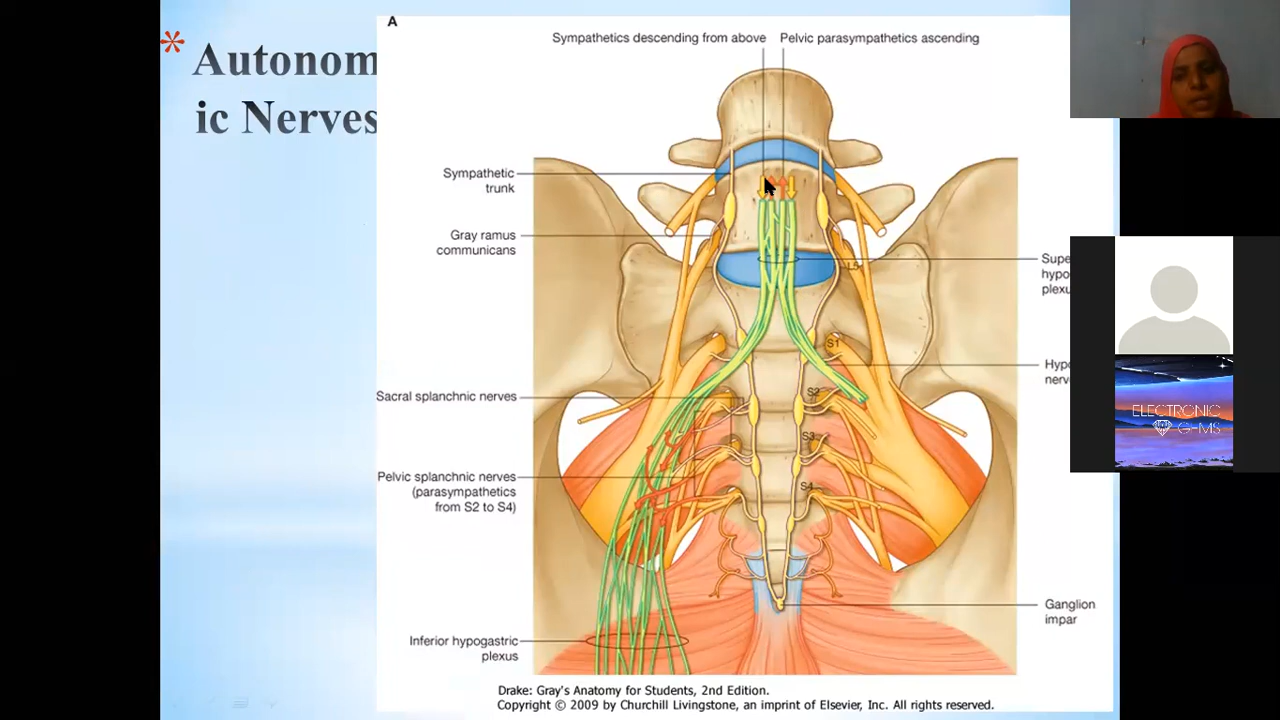 * Autonom
ic Nerves
A
Sympathetics descending from above
Pelvic parasympathetics ascending
Sympathetic
trunk
Gray ramus
communicans
L5
Supe
hypo
plexu
S1
Hypo
nerv
S2
Sacral splanchnic nerves
S3
Pelvic splanchnic nerves
(parasympathetics
from S2 to S4)
S4
Ganglion
impar
Inferior hypogastric
plexus
Drake: Gray's Anatomy for Students, 2nd Edition.
Copyright © 2009 by Churchill Livingstone, an imprint of Elsevier, Inc. All rights reserved.
ELECTRONIC
GEMS